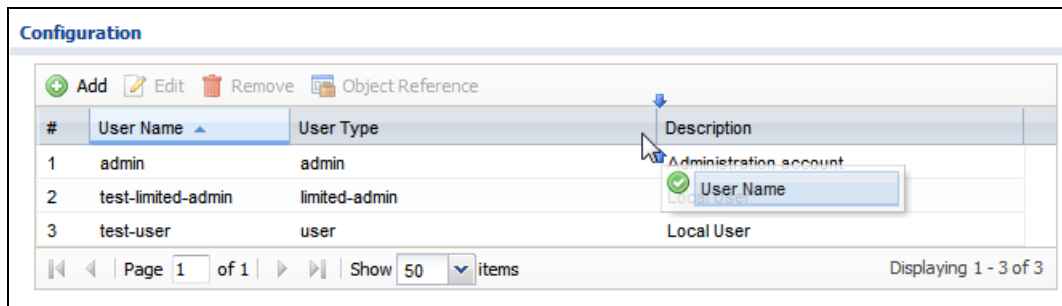 Configuration
Add Edit Remove Object Reference
# User Name User Type Description
1 admin admin Administration account
User Name
2 test-limited-admin limited-admin Local User
3 test-user user Local User
Page 1 of 1 Show 50 items Displaying 1 - 3 of 3